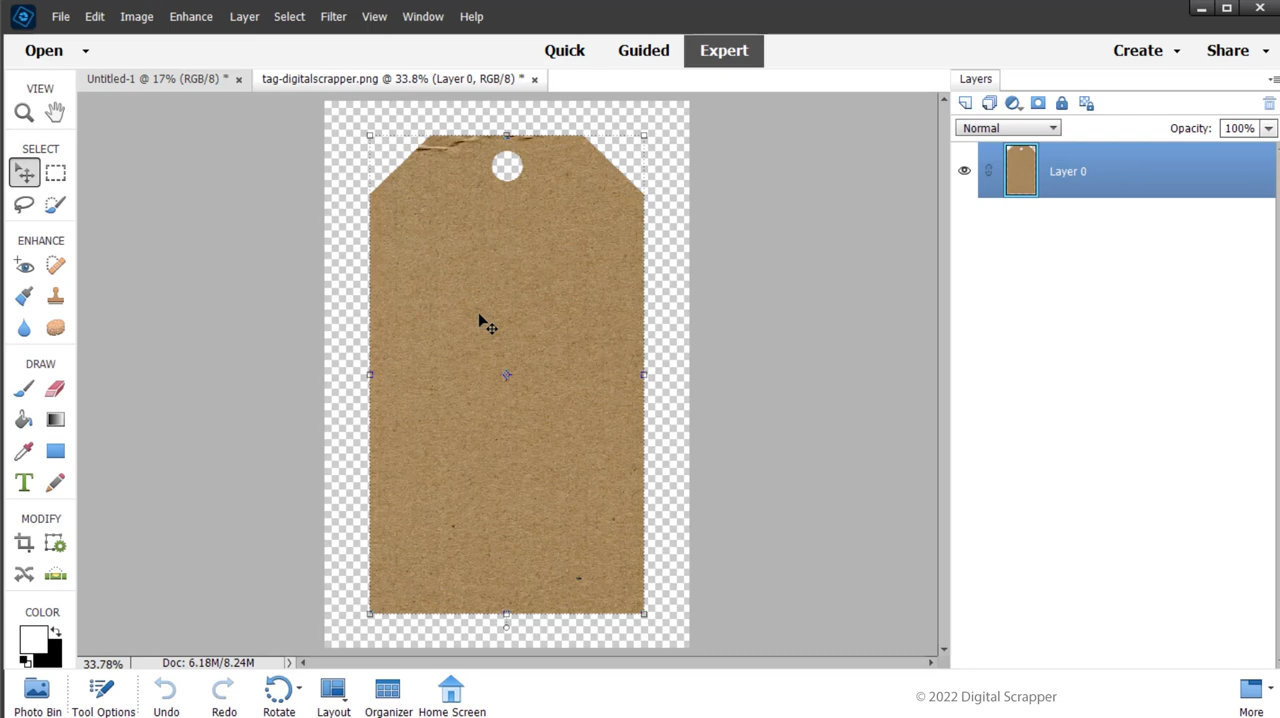 File Edit Image Enhance Layer Select Filter View Window Help
Open Quick Guided Expert Create Share
VIEW Untitled-1 @ 17% (RGB/8) * tag-digitalscrapper.png @ 33.8% (Layer 0, RGB/8) * Layers
Normal Opacity: 100%
SELECT
Layer 0
ENHANCE
DRAW
T
MODIFY
COLOR
33.78% Doc: 6.18M/8.24M
Photo Bin Tool Options Undo Redo Rotate Layout Organizer Home Screen © 2022 Digital Scrapper More